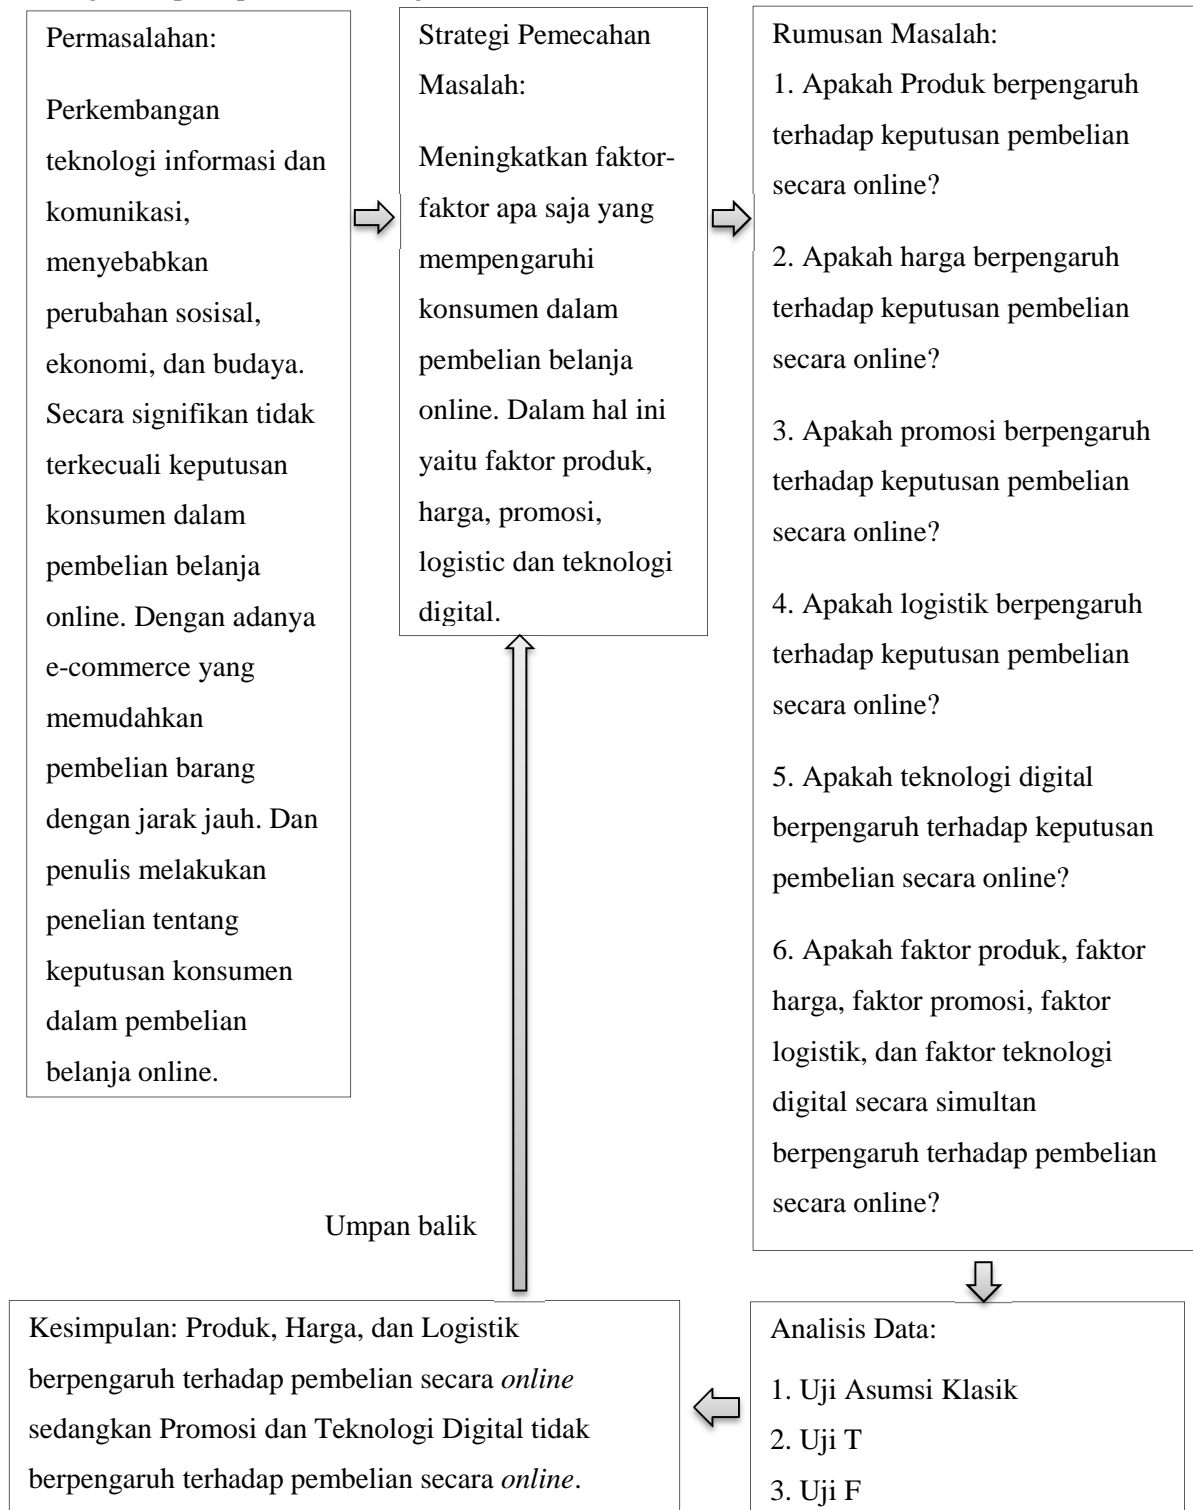 Permasalahan:
Perkembangan
teknologi informasi dan
komunikasi,
menyebabkan
perubahan sosisal,
ekonomi, dan budaya.
Secara signifikan tidak
terkecuali keputusan
konsumen dalam
pembelian belanja
online. Dengan adanya
e-commerce yang
memudahkan
pembelian barang
dengan jarak jauh. Dan
penulis melakukan
penelian tentang
keputusan konsumen
dalam pembelian
belanja online.
Strategi Pemecahan
Masalah:
Meningkatkan faktor-
faktor apa saja yang
mempengaruhi
konsumen dalam
pembelian belanja
online. Dalam hal ini
yaitu faktor produk,
harga, promosi,
logistic dan teknologi
digital.
Rumusan Masalah:
1. Apakah Produk berpengaruh
terhadap keputusan pembelian
secara online?
2. Apakah harga berpengaruh
terhadap keputusan pembelian
secara online?
3. Apakah promosi berpengaruh
terhadap keputusan pembelian
secara online?
4. Apakah logistik berpengaruh
terhadap keputusan pembelian
secara online?
5. Apakah teknologi digital
berpengaruh terhadap keputusan
pembelian secara online?
6. Apakah faktor produk, faktor
harga, faktor promosi, faktor
logistik, dan faktor teknologi
digital secara simultan
berpengaruh terhadap pembelian
secara online?
Umpan balik
Kesimpulan: Produk, Harga, dan Logistik
berpengaruh terhadap pembelian secara online
sedangkan Promosi dan Teknologi Digital tidak
berpengaruh terhadap pembelian secara online.
Analisis Data:
1. Uji Asumsi Klasik
2. Uji T
3. Uji F